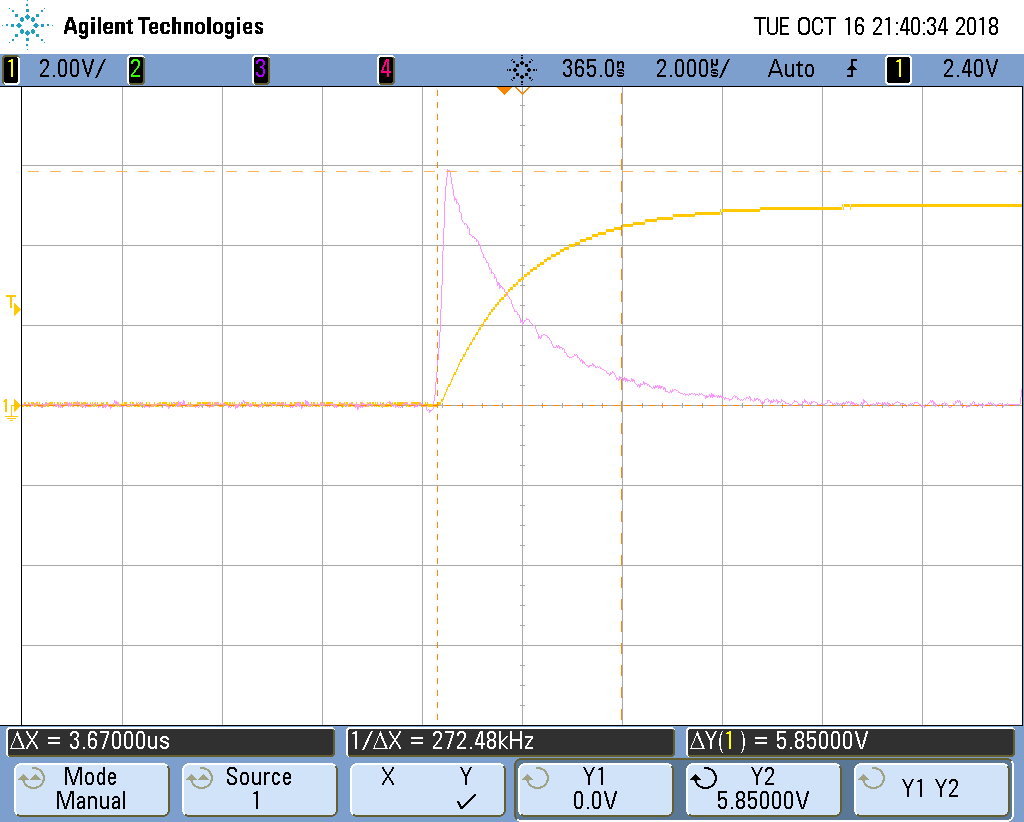 Agilent Technologies TUE OCT 16 21:40:34 2018
1 2.00V/ 2 3 4 365.0ns 2.000us/ Auto 1 2.40V
T
1
ΔX = 3.67000us 1/ΔX = 272.48kHz ΔY(1) = 5.85000V
Mode Source X Y Y1 Y2 Y1 Y2
Manual 1 0.0V 5.85000V